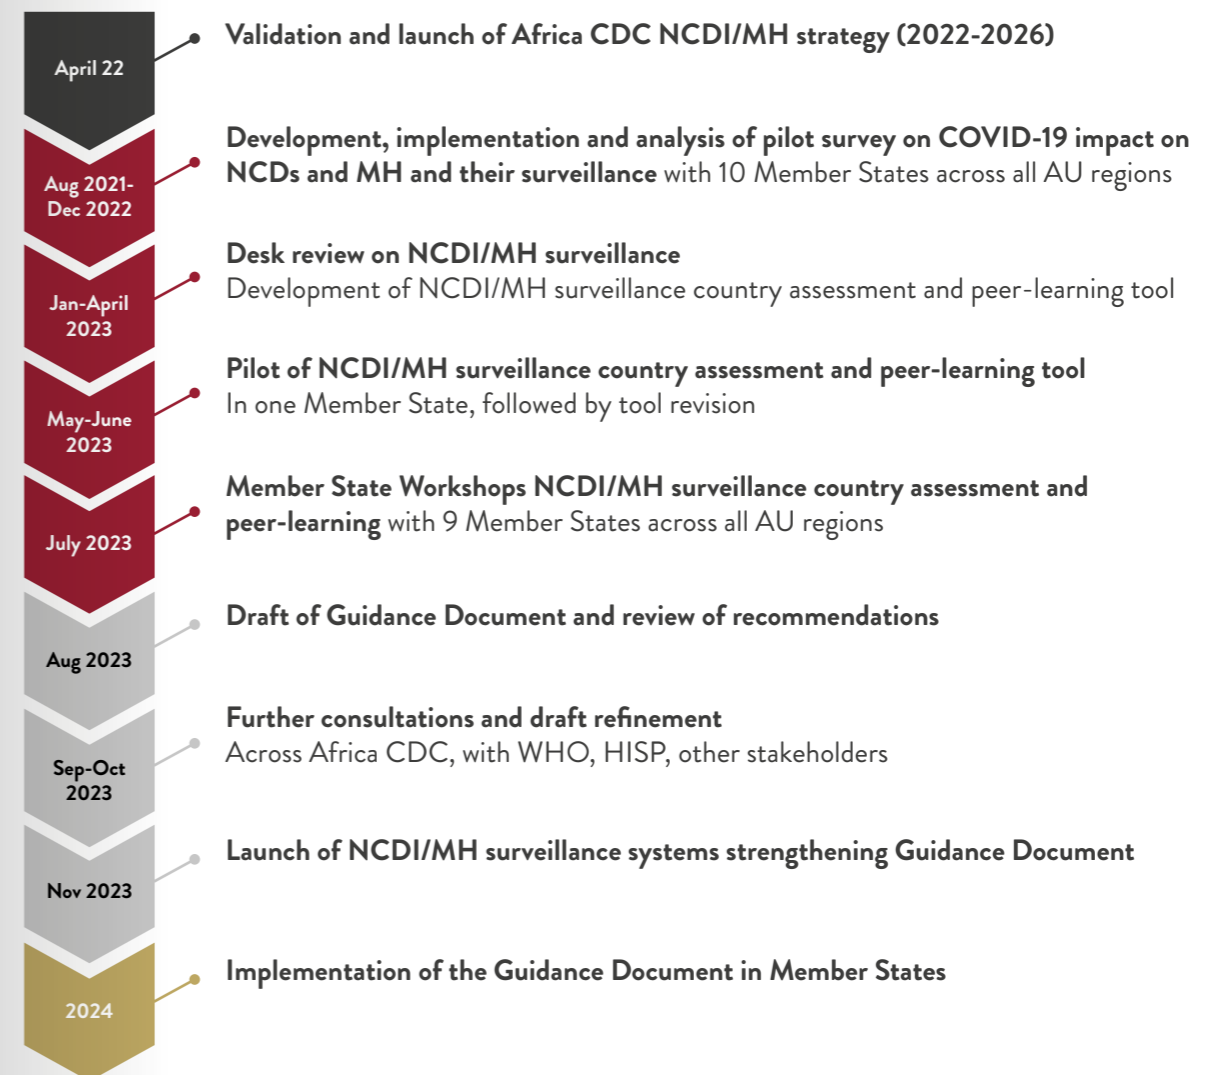 April 22
Validation and launch of Africa CDC NCDI/MH strategy (2022-2026)
Aug 2021-
Dec 2022
Development, implementation and analysis of pilot survey on COVID-19 impact on
NCDs and MH and their surveillance with 10 Member States across all AU regions
Jan-April
2023
Desk review on NCDI/MH surveillance
Development of NCDI/MH surveillance country assessment and peer-learning tool
May-June
2023
Pilot of NCDI/MH surveillance country assessment and peer-learning tool
In one Member State, followed by tool revision
July 2023
Member State Workshops NCDI/MH surveillance country assessment and
peer-learning with 9 Member States across all AU regions
Aug 2023
Draft of Guidance Document and review of recommendations
Sep-Oct
2023
Further consultations and draft refinement
Across Africa CDC, with WHO, HISP, other stakeholders
Nov 2023
Launch of NCDI/MH surveillance systems strengthening Guidance Document
2024
Implementation of the Guidance Document in Member States